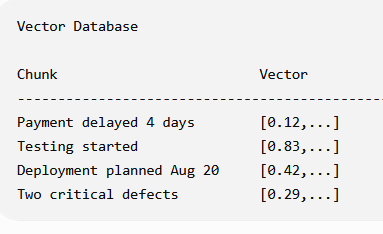 Vector Database
Chunk Vector
------------------------------------------------
Payment delayed 4 days [0.12,...]
Testing started [0.83,...]
Deployment planned Aug 20 [0.42,...]
Two critical defects [0.29,...]